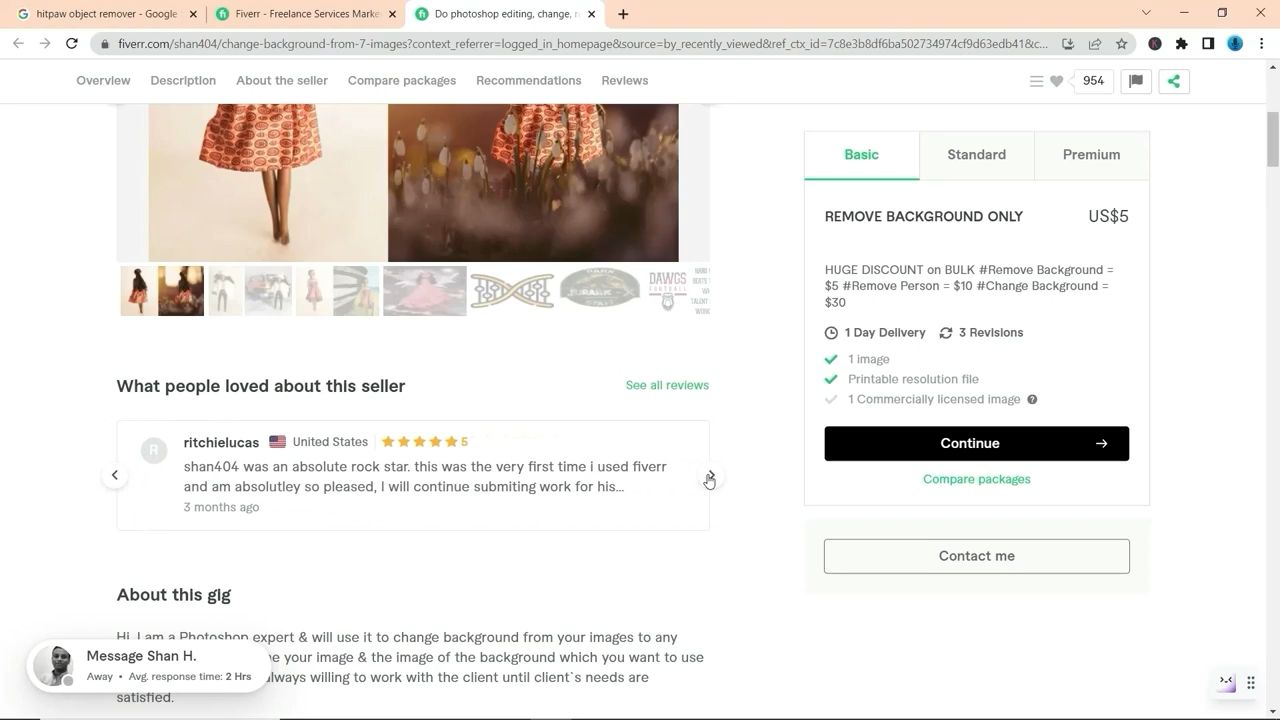 hitpaw object remover - Google
Fiverr - Freelance Services Marke
Do photoshop editing, change, r
fiverr.com/shan404/change-background-from-7-images?context_referrer=logged_in_homepage&source=by_recently_viewed&ref_ctx_id=7c8e3b8df6ba502734974cf9d63edb41&c...
Overview Description About the seller Compare packages Recommendations Reviews
954
Basic Standard Premium
REMOVE BACKGROUND ONLY US$5
HUGE DISCOUNT on BULK #Remove Background =
$5 #Remove Person = $10 #Change Background =
$30
1 Day Delivery 3 Revisions
1 image
Printable resolution file
1 Commercially licensed image
Continue
Compare packages
Contact me
DAWGS
What people loved about this seller See all reviews
R
ritchielucas United States 5
shan404 was an absolute rock star. this was the very first time i used fiverr
and am absolutley so pleased, I will continue submiting work for his...
3 months ago
About this gig
Hi, I am a Photoshop expert & will use it to change background from your images to any
e your image & the image of the background which you want to use
always willing to work with the client until client`s needs are
satisfied.
Message Shan H.
Away • Avg. response time: 2 Hrs